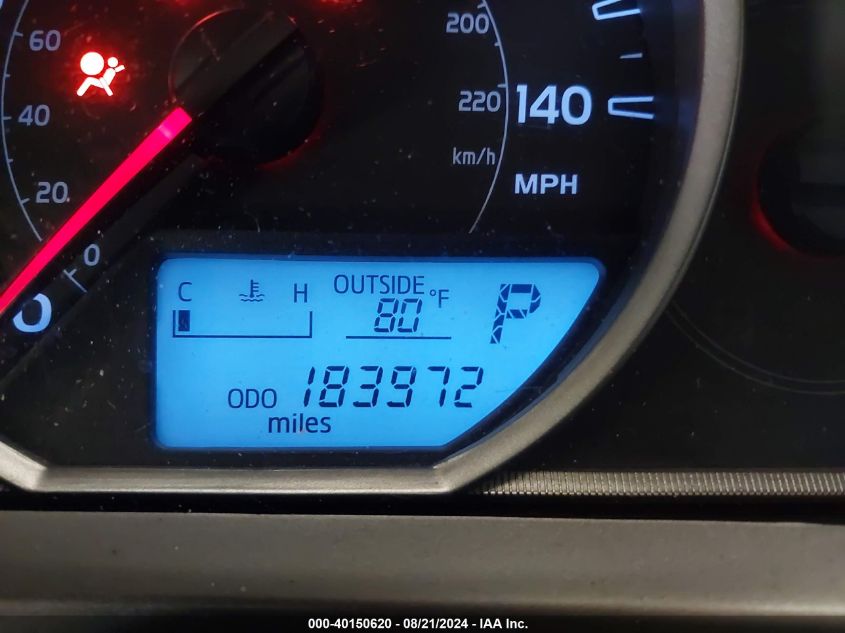 60
40
20
0
0
200
220
km/h
140
MPH
C H
OUTSIDE
80 °F
P
ODO 183972
miles
000-40150620 - 08/21/2024 - IAA Inc.